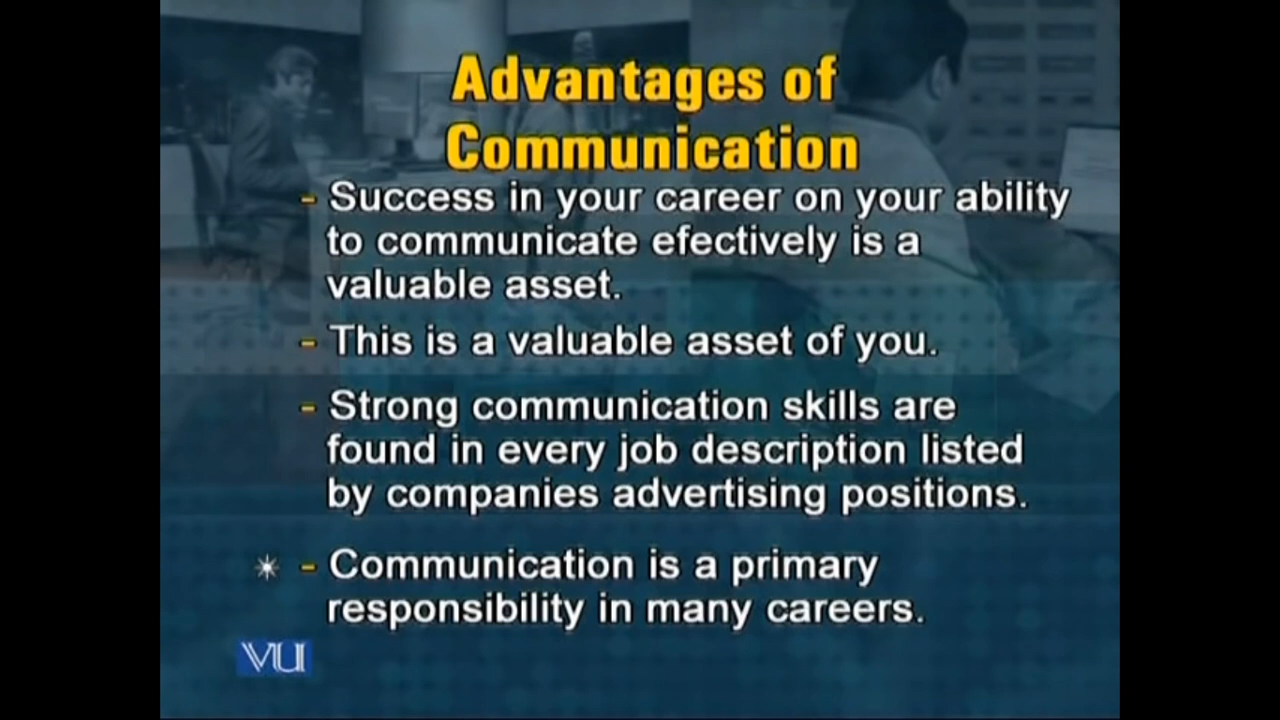 Advantages of
Communication
- Success in your career on your ability
to communicate efectively is a
valuable asset.
- This is a valuable asset of you.
- Strong communication skills are
found in every job description listed
by companies advertising positions.
- Communication is a primary
responsibility in many careers.
VU